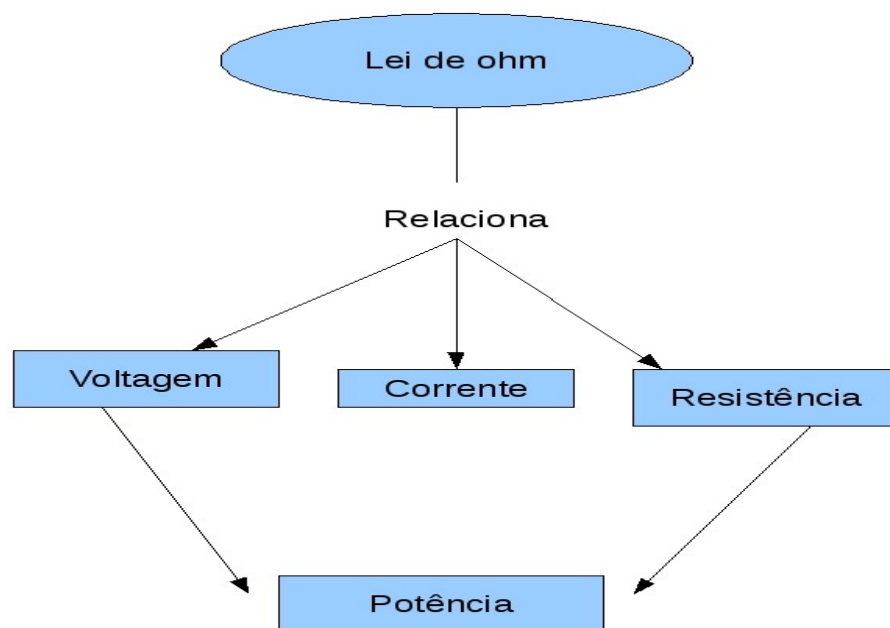 Lei de ohm
Relaciona
Voltagem
Corrente
Resistência
Potência